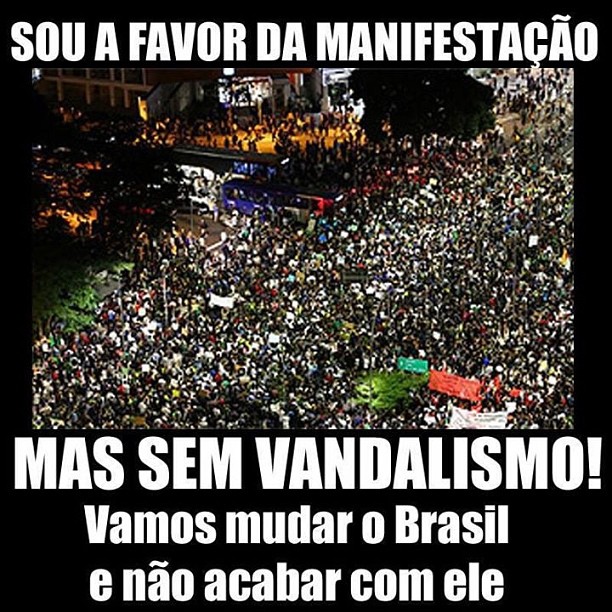 SOU A FAVOR DA MANIFESTAÇÃO
MAS SEM VANDALISMO!
Vamos mudar o Brasil
e não acabar com ele